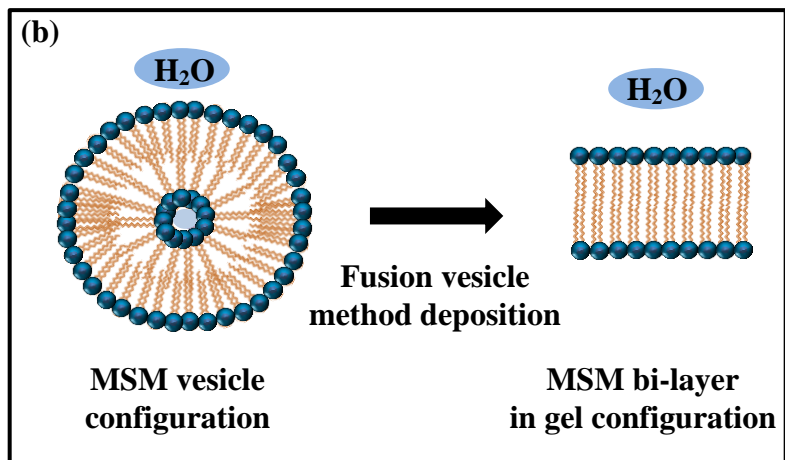 (b)
H₂O
H₂O
Fusion vesicle
method deposition
MSM vesicle
configuration
MSM bi-layer
in gel configuration